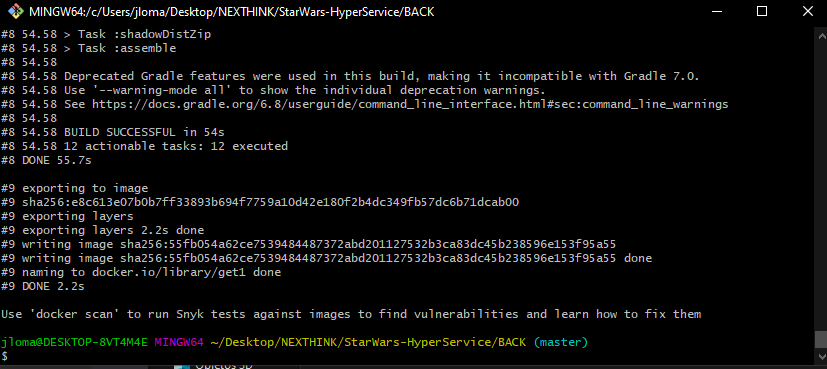 MINGW64:/c/Users/jloma/Desktop/NEXTHINK/StarWars-HyperService/BACK
#8 54.58 > Task :shadowDistZip
#8 54.58 > Task :assemble
#8 54.58
#8 54.58 Deprecated Gradle features were used in this build, making it incompatible with Gradle 7.0.
#8 54.58 Use '--warning-mode all' to show the individual deprecation warnings.
#8 54.58 See https://docs.gradle.org/6.8/userguide/command_line_interface.html#sec:command_line_warnings
#8 54.58
#8 54.58 BUILD SUCCESSFUL in 54s
#8 54.58 12 actionable tasks: 12 executed
#8 DONE 55.7s
#9 exporting to image
#9 sha256:e8c613e07b0b7ff33893b694f7759a10d42e180f2b4dc349fb57dc6b71dcab00
#9 exporting layers
#9 exporting layers 2.2s done
#9 writing image sha256:55fb054a62ce7539484487372abd201127532b3ca83dc45b238596e153f95a55
#9 writing image sha256:55fb054a62ce7539484487372abd201127532b3ca83dc45b238596e153f95a55 done
#9 naming to docker.io/library/get1 done
#9 DONE 2.2s
Use 'docker scan' to run Snyk tests against images to find vulnerabilities and learn how to fix them
jloma@DESKTOP-8VT4M4E MINGW64 ~/Desktop/NEXTHINK/StarWars-HyperService/BACK (master)
$
Objetos 3D